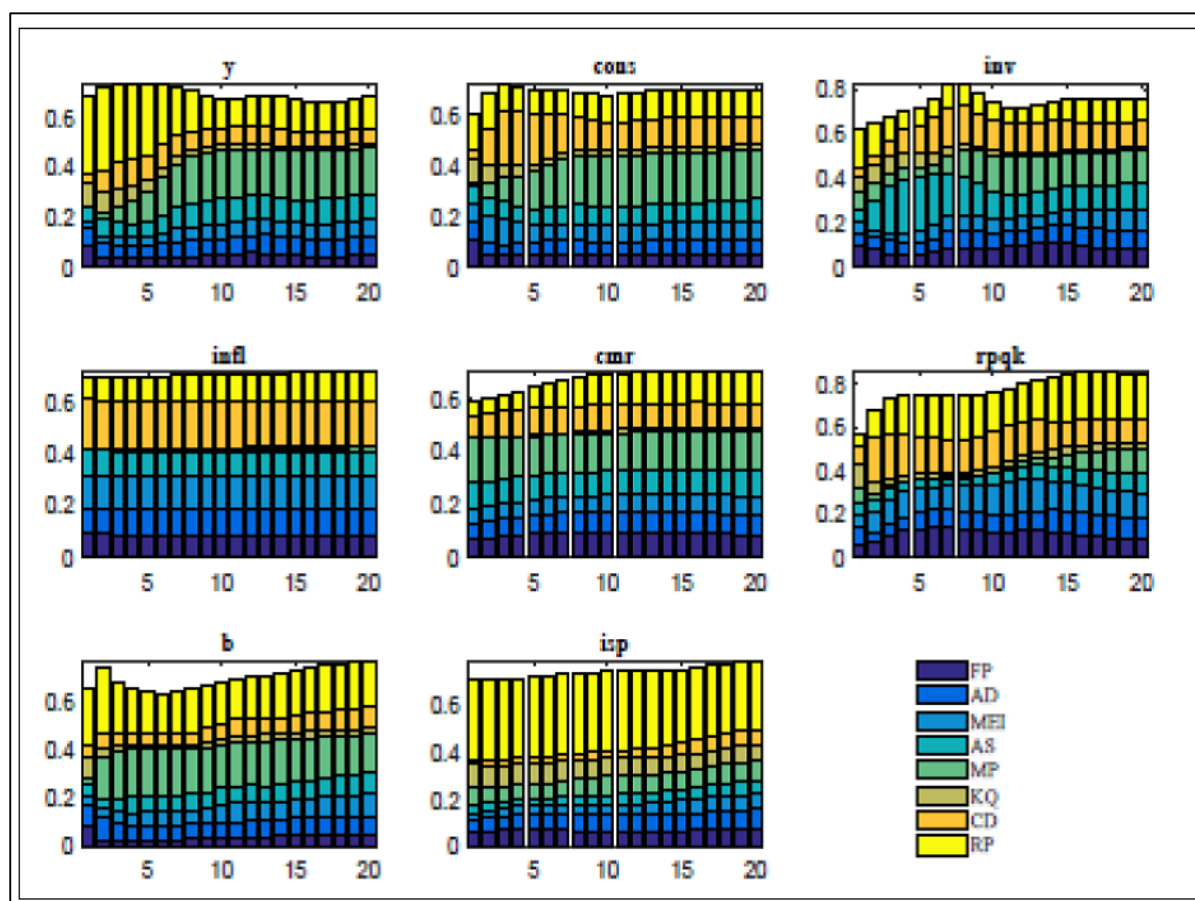 y cons inv
0.6 0.4 0.2 0 5 10 15 20
0.6 0.4 0.2 0 5 10 15 20
0.8 0.6 0.4 0.2 0 5 10 15 20
infl cmr rpqk
0.6 0.4 0.2 0 5 10 15 20
0.6 0.4 0.2 0 5 10 15 20
0.8 0.6 0.4 0.2 0 5 10 15 20
b isp
0.6 0.4 0.2 0 5 10 15 20
0.6 0.4 0.2 0 5 10 15 20
FP
AD
MEI
AS
MP
KQ
CD
RP